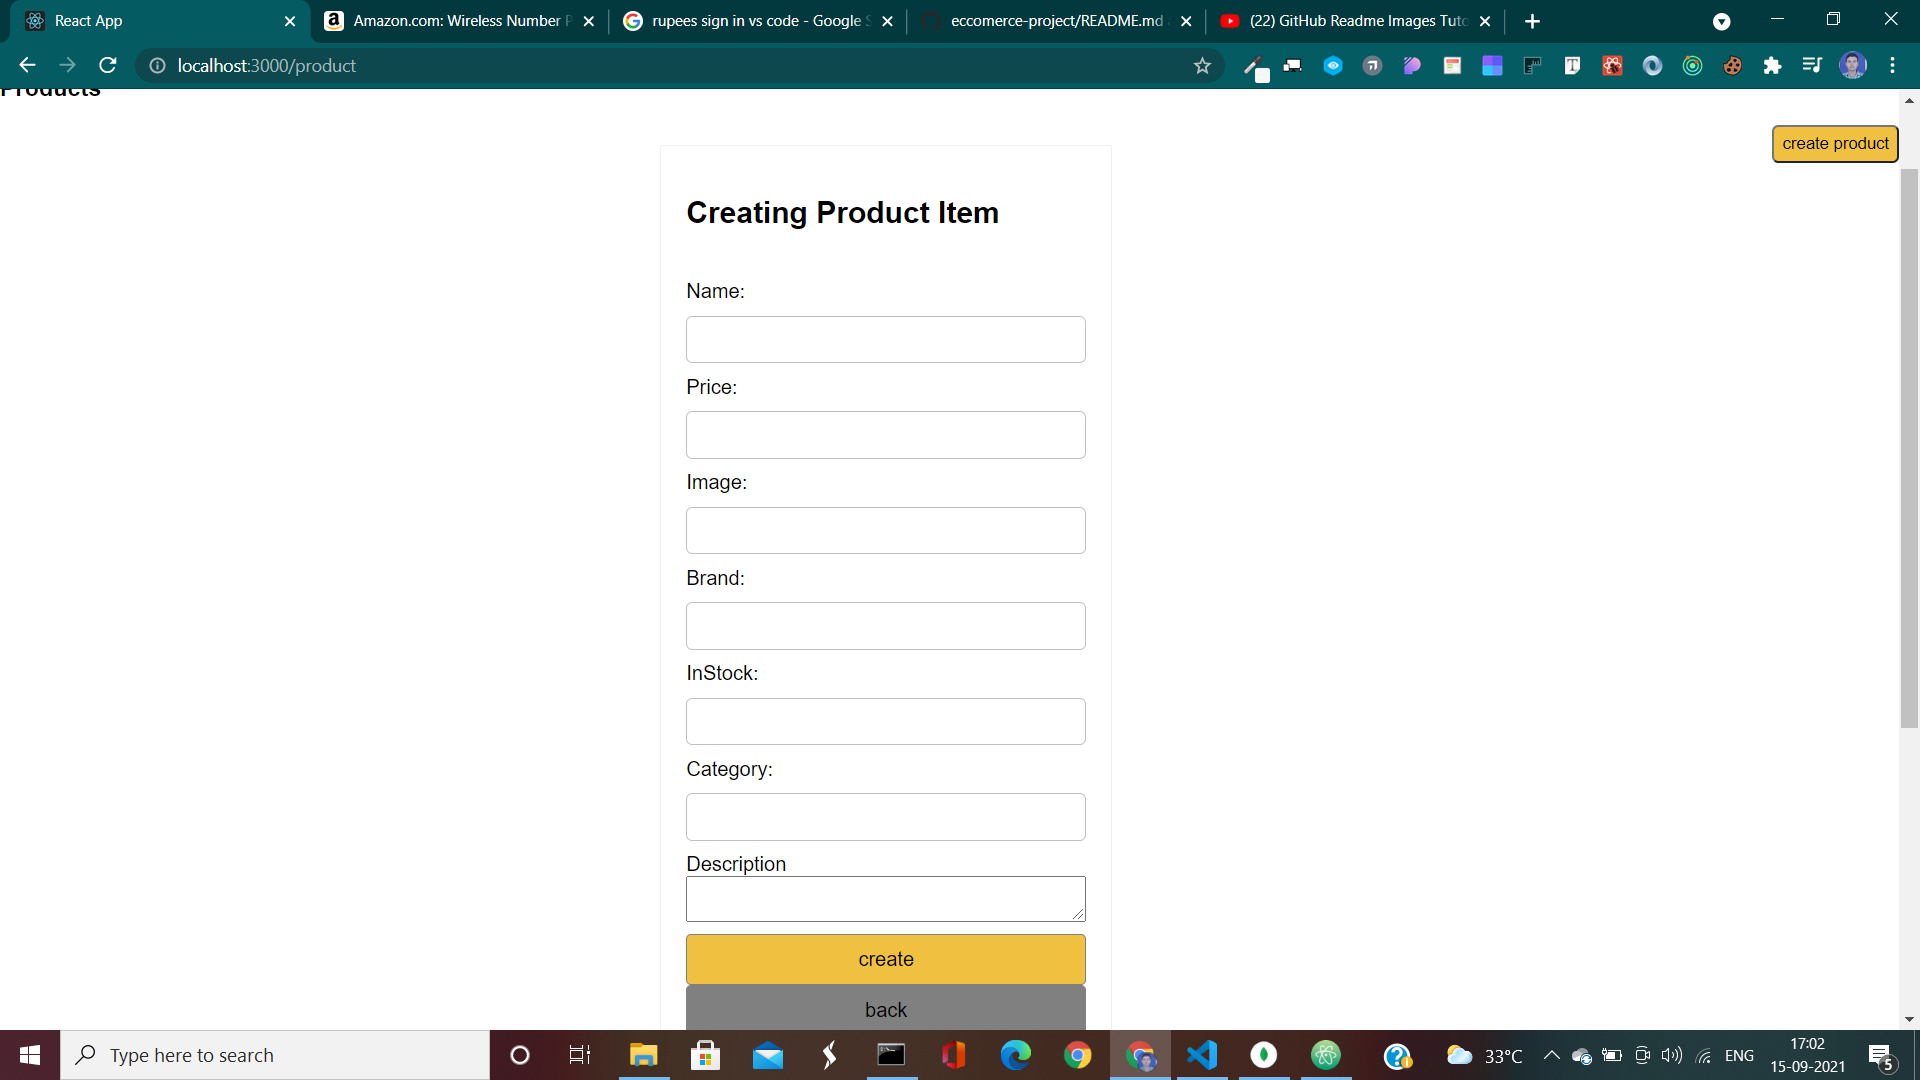 React App
Amazon.com: Wireless Number P
rupees sign in vs code - Google S
eccomerce-project/README.md
(22) GitHub Readme Images Tuto
localhost:3000/product
Products
create product
Creating Product Item
Name:
Price:
Image:
Brand:
InStock:
Category:
Description
create
back
Type here to search
33°C
ENG
17:02
15-09-2021
5